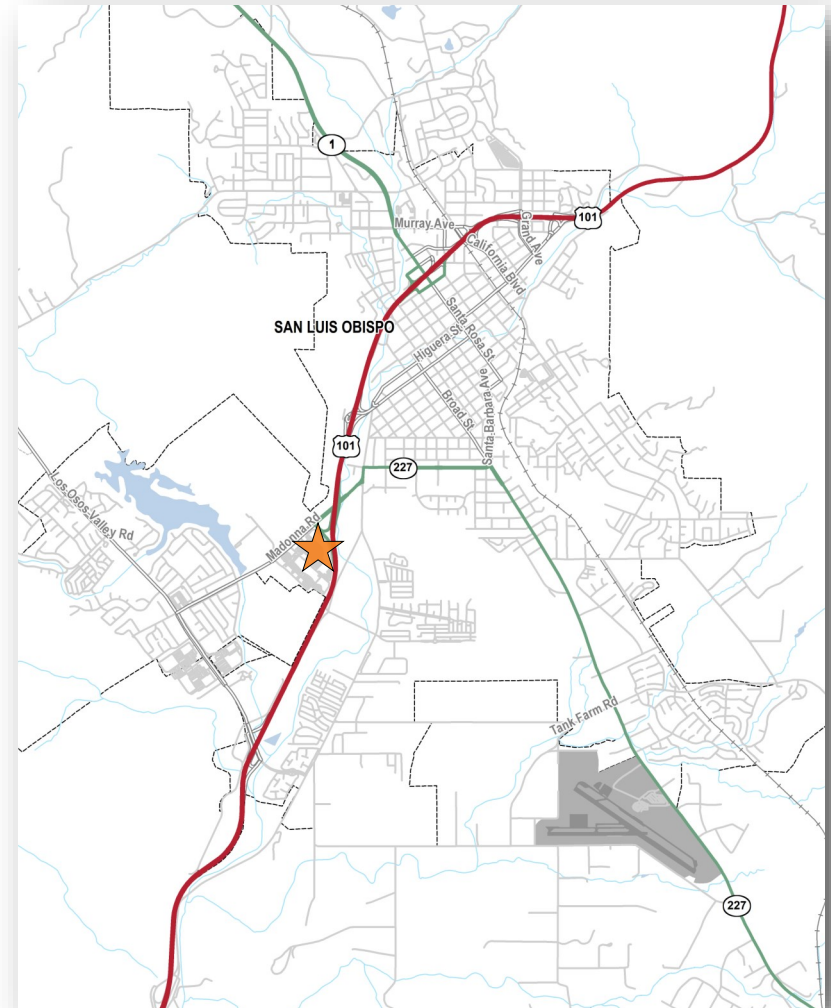 1
101
Murray Ave
Grand Ave
California Blvd
SAN LUIS OBISPO
Santa Rosa St
Higuera St
Broad St
Santa Barbara Ave
101
227
Los Osos Valley Rd
Madonna Rd
Tank Farm Rd
227